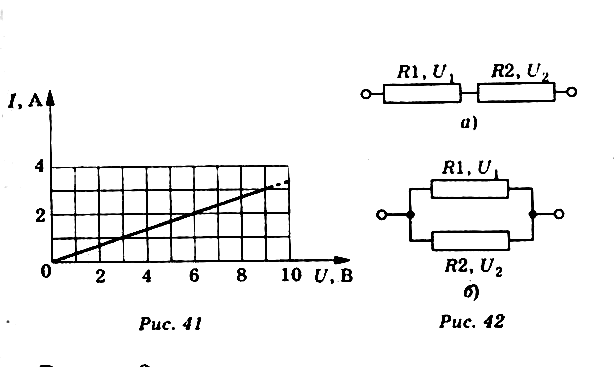 I, А
4
2
0
2 4 6 8 10 U, В
Рис. 41
R1, U₁ R2, U₂
а)
R1, U₁
R2, U₂
б)
Рис. 42